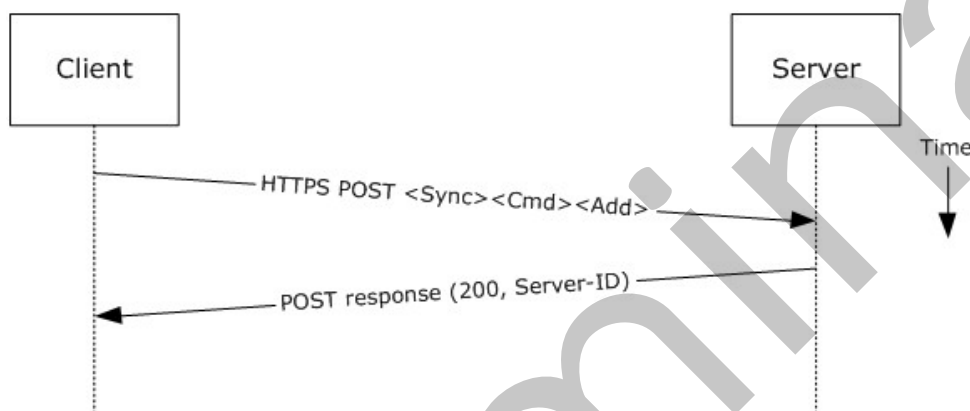 Client
Server
Time
HTTPS POST <Sync><Cmd><Add>
POST response (200, Server-ID)